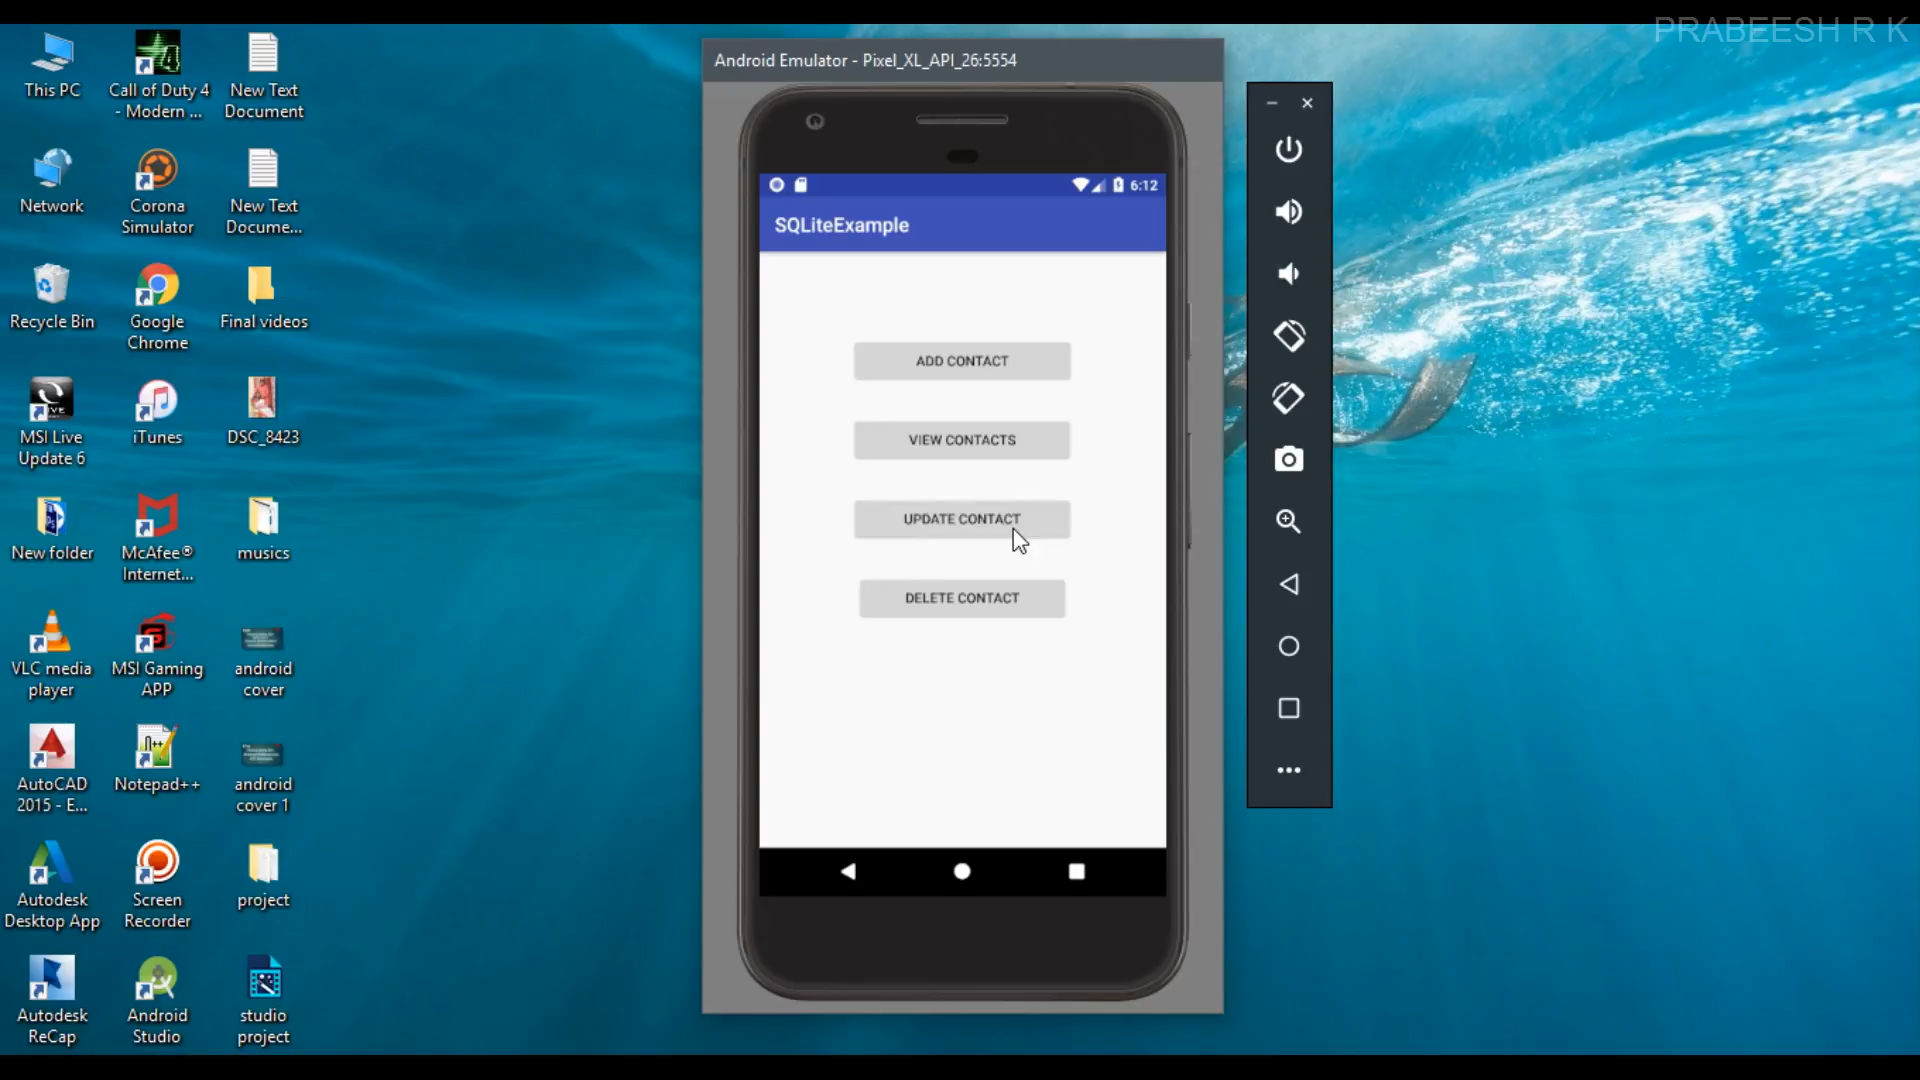 PRABEESH R K
This PC
Call of Duty 4
- Modern ...
New Text
Document
Network
Corona
Simulator
New Text
Docume...
Recycle Bin
Google
Chrome
Final videos
MSI Live
Update 6
iTunes
DSC_8423
New folder
McAfee®
Internet...
musics
VLC media
player
MSI Gaming
APP
android
cover
AutoCAD
2015 - E...
Notepad++
android
cover 1
Autodesk
Desktop App
Screen
Recorder
project
Autodesk
ReCap
Android
Studio
studio
project
Android Emulator - Pixel_XL_API_26:5554
6:12
SQLiteExample
ADD CONTACT
VIEW CONTACTS
UPDATE CONTACT
DELETE CONTACT